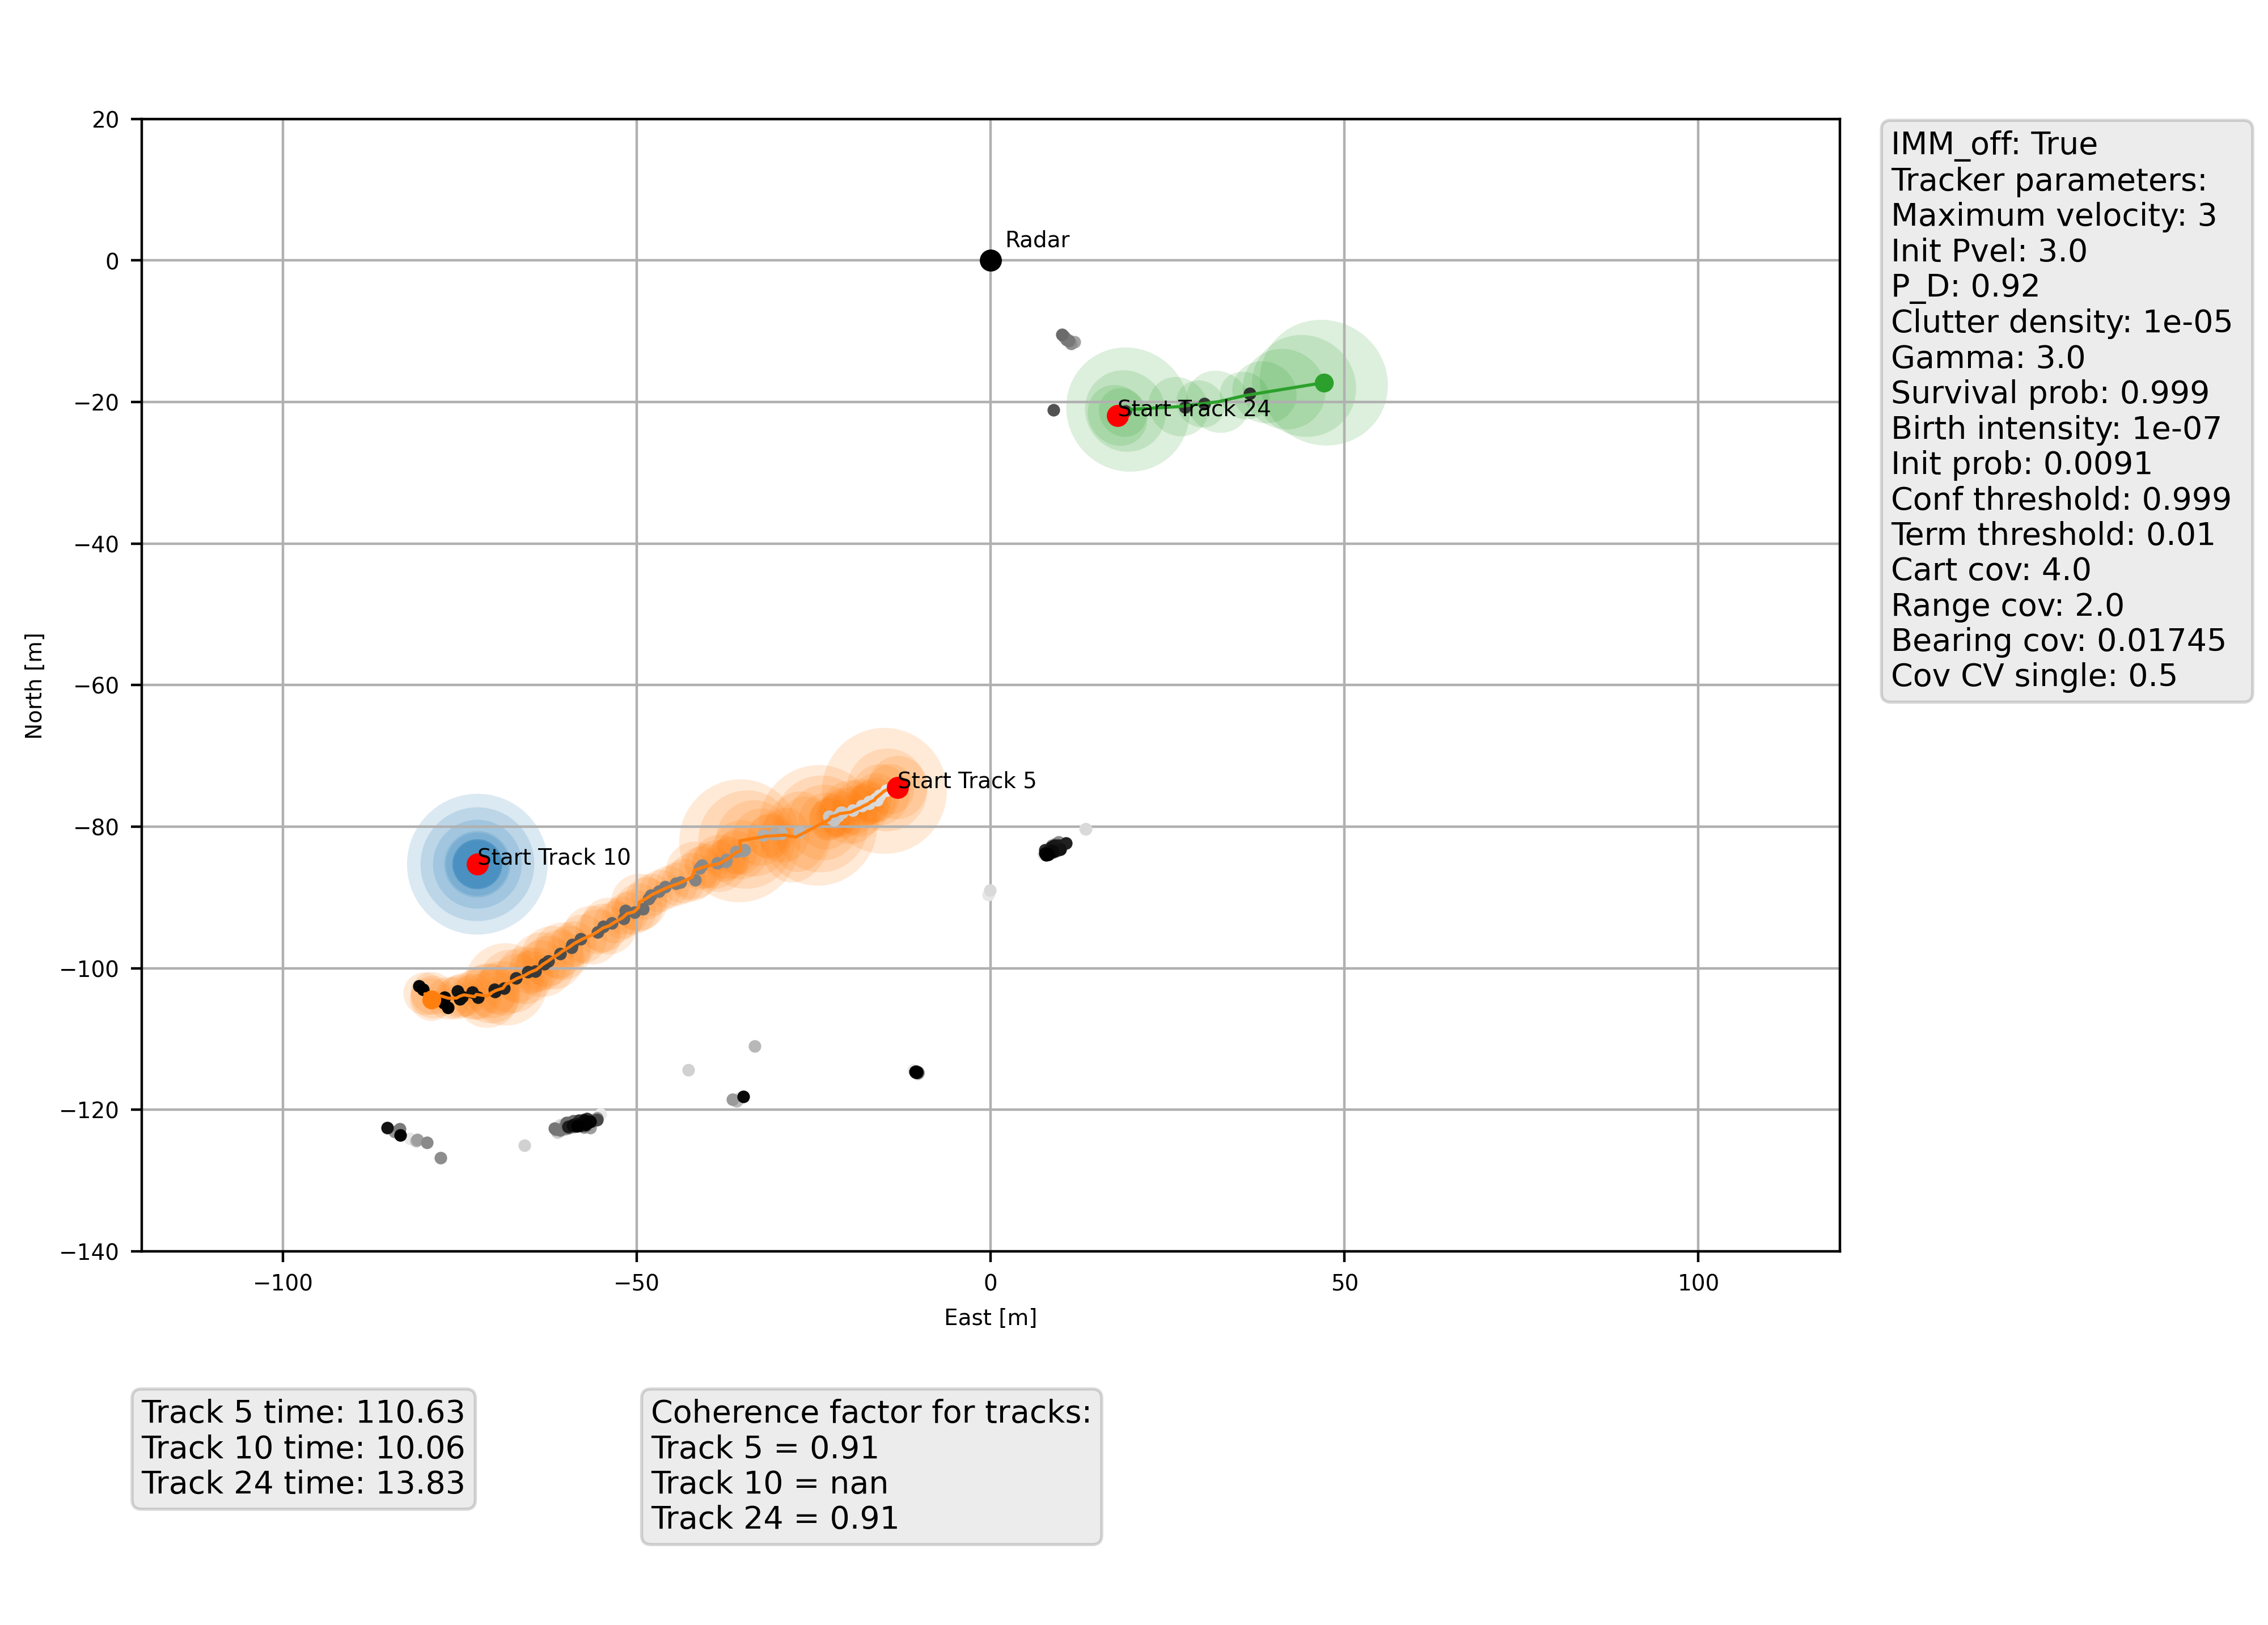 20
0
−20
−40
−60
−80
−100
−120
−140
−100
−50
0
50
100
North [m]
East [m]
Radar
Start Track 24
Start Track 5
Start Track 10
IMM_off: True
Tracker parameters:
Maximum velocity: 3
Init Pvel: 3.0
P_D: 0.92
Clutter density: 1e-05
Gamma: 3.0
Survival prob: 0.999
Birth intensity: 1e-07
Init prob: 0.0091
Conf threshold: 0.999
Term threshold: 0.01
Cart cov: 4.0
Range cov: 2.0
Bearing cov: 0.01745
Cov CV single: 0.5
Track 5 time: 110.63
Track 10 time: 10.06
Track 24 time: 13.83
Coherence factor for tracks:
Track 5 = 0.91
Track 10 = nan
Track 24 = 0.91